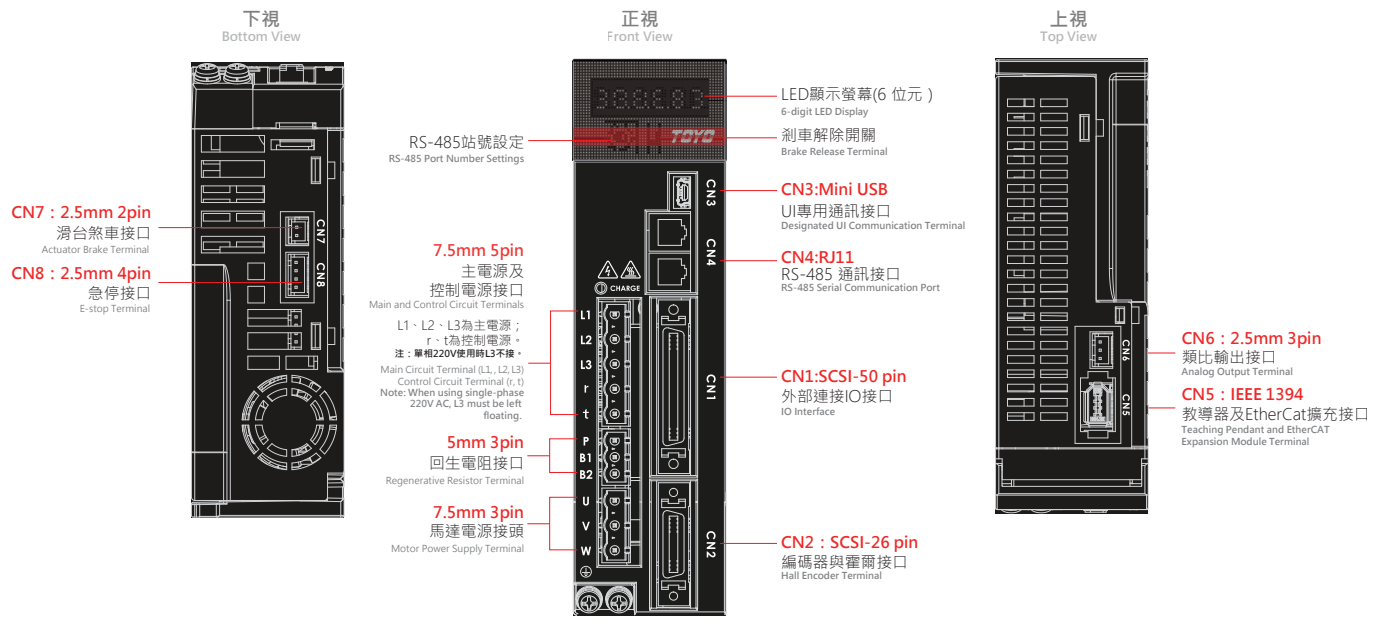 下視
Bottom View
CN7：2.5mm 2pin
滑台煞車接口
Actuator Brake Terminal
CN8：2.5mm 4pin
急停接口
E-stop Terminal
CN7
CN8
正視
Front View
RS-485站號設定
RS-485 Port Number Settings
7.5mm 5pin
主電源及
控制電源接口
Main and Control Circuit Terminals
L1、L2、L3為主電源；
r、t為控制電源。
注：單相220V使用時L3不接。
Main Circuit Terminal (L1,, L2, L3)
Control Circuit Terminal (r, t)
Note: When using single-phase
220V AC, L3 must be left
floating.
5mm 3pin
回生電阻接口
Regenerative Resistor Terminal
7.5mm 3pin
馬達電源接頭
Motor Power Supply Terminal
TOYO
CN3
CN4
CHARGE
L1
L2
L3
r
t
P
B1
B2
U
V
W
CN1
CN2
LED顯示螢幕(6 位元 )
6-digit LED Display
剎車解除開關
Brake Release Terminal
CN3:Mini USB
UI專用通訊接口
Designated UI Communication Terminal
CN4:RJ11
RS-485 通訊接口
RS-485 Serial Communication Port
CN1:SCSI-50 pin
外部連接IO接口
IO Interface
CN2：SCSI-26 pin
編碼器與霍爾接口
Hall Encoder Terminal
上視
Top View
CN6
CN5
CN6：2.5mm 3pin
類比輸出接口
Analog Output Terminal
CN5：IEEE 1394
教導器及EtherCat擴充接口
Teaching Pendant and EtherCAT
Expansion Module Terminal